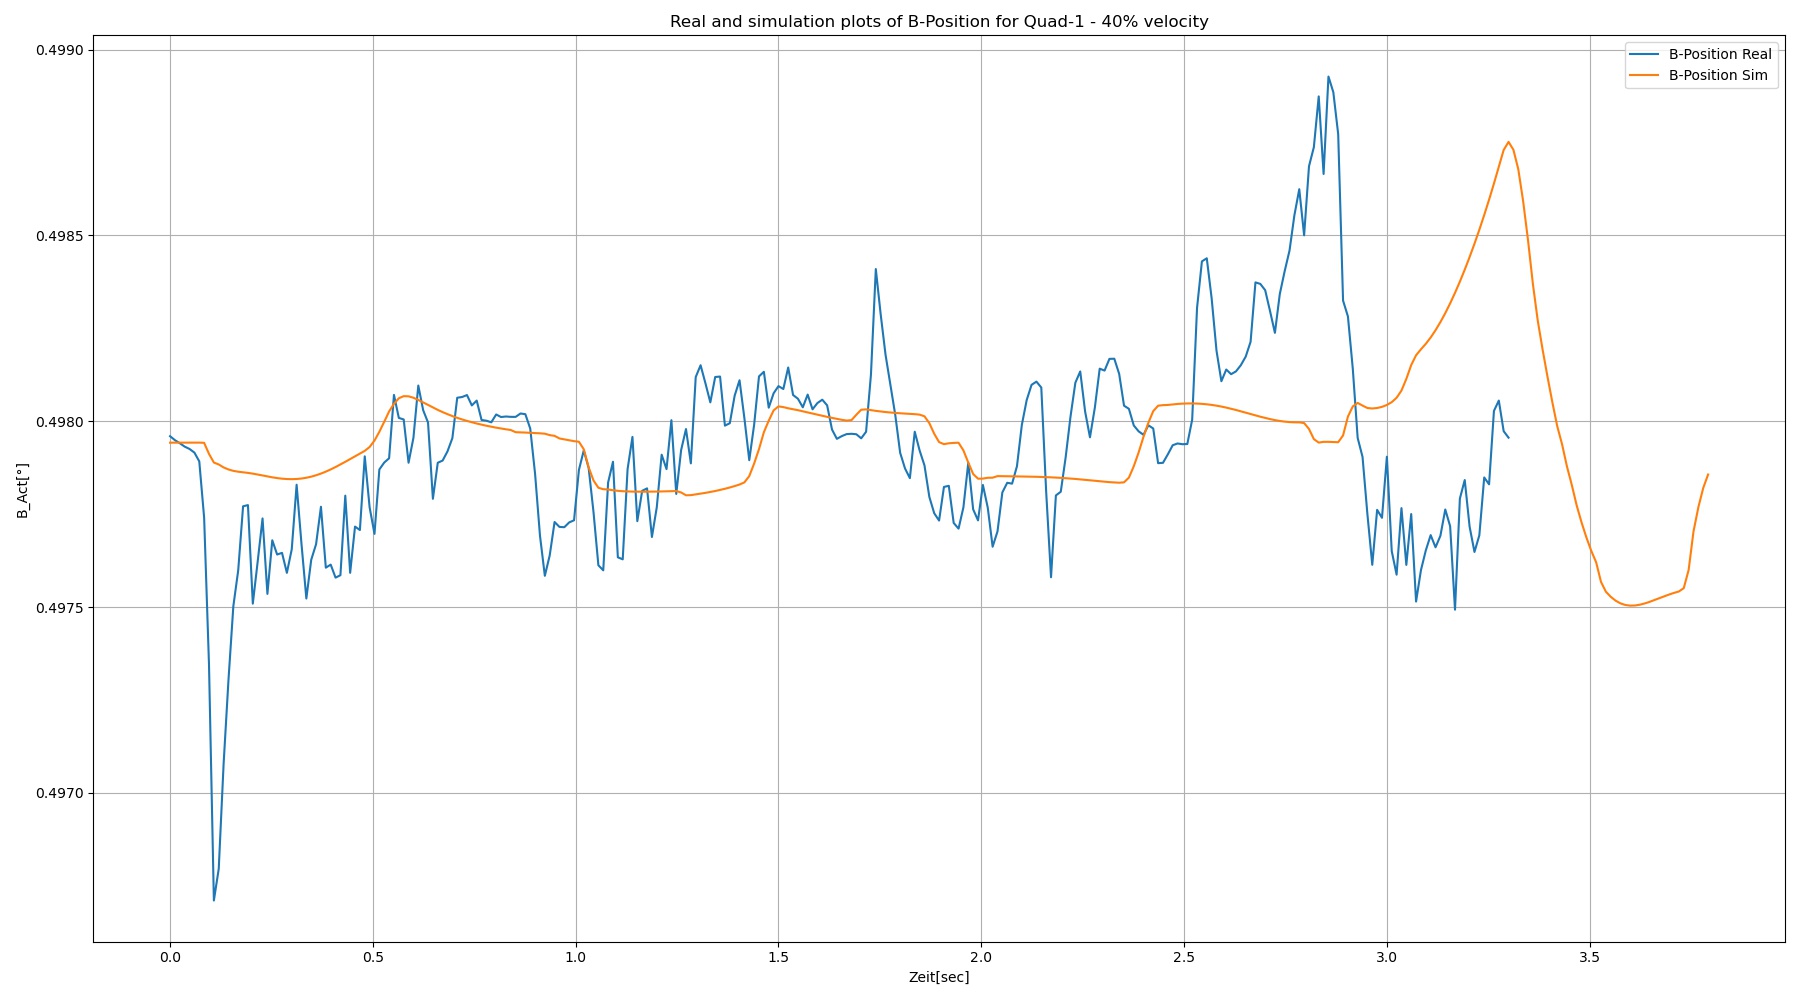 Real and simulation plots of B-Position for Quad-1 - 40% velocity
B-Position Real
B-Position Sim
0.4990
0.4985
0.4980
0.4975
0.4970
B_Act[°]
0.0 0.5 1.0 1.5 2.0 2.5 3.0 3.5
Zeit[sec]